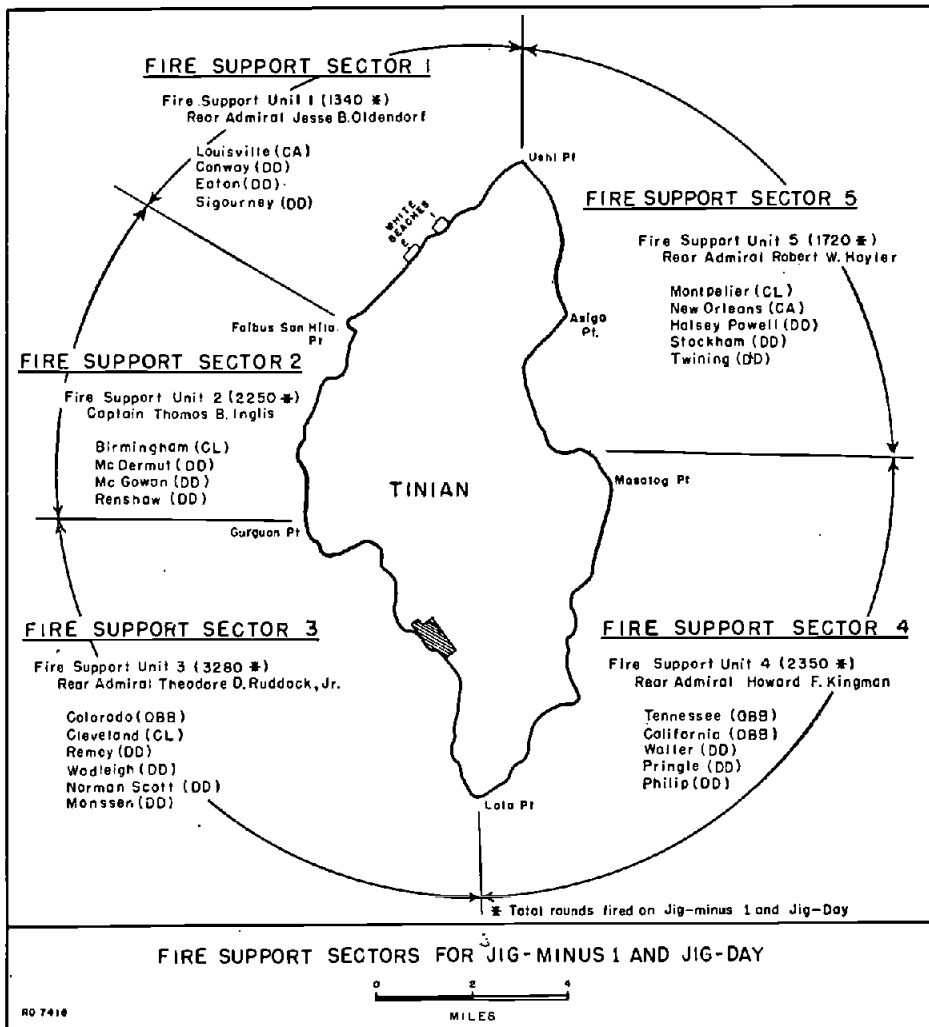 FIRE SUPPORT SECTOR 1
Fire Support Unit 1 (1340 *)
Rear Admiral Jesse B. Oldendorf
Louisville (CA)
Conway (DD)
Eaton (DD)
Sigourney (DD)
Ushi Pt
WHITE
BEACHES
2
1
FIRE SUPPORT SECTOR 5
Fire Support Unit 5 (1720 *)
Rear Admiral Robert W. Hayler
Montpelier (CL)
New Orleans (CA)
Halsey Powell (DD)
Stockham (DD)
Twining (DD)
Faibus San Hilo
Pt
Asiga
Pt.
FIRE SUPPORT SECTOR 2
Fire Support Unit 2 (2250 *)
Captain Thomas B. Inglis
Birmingham (CL)
Mc Dermut (DD)
Mc Gowan (DD)
Renshaw (DD)
TINIAN
Masalog Pt
Gurguan Pt
FIRE SUPPORT SECTOR 3
Fire Support Unit 3 (3280 *)
Rear Admiral Theodore D. Ruddock, Jr.
Colorado (OBB)
Cleveland (CL)
Remey (DD)
Wadleigh (DD)
Norman Scott (DD)
Monssen (DD)
FIRE SUPPORT SECTOR 4
Fire Support Unit 4 (2350 *)
Rear Admiral Howard F. Kingman
Tennessee (OBB)
California (OBB)
Waller (DD)
Pringle (DD)
Philip (DD)
Lalo Pt
* Total rounds fired on Jig-minus 1 and Jig-Day
FIRE SUPPORT SECTORS FOR JIG-MINUS 1 AND JIG-DAY
0 2 4
MILES
RD 7418